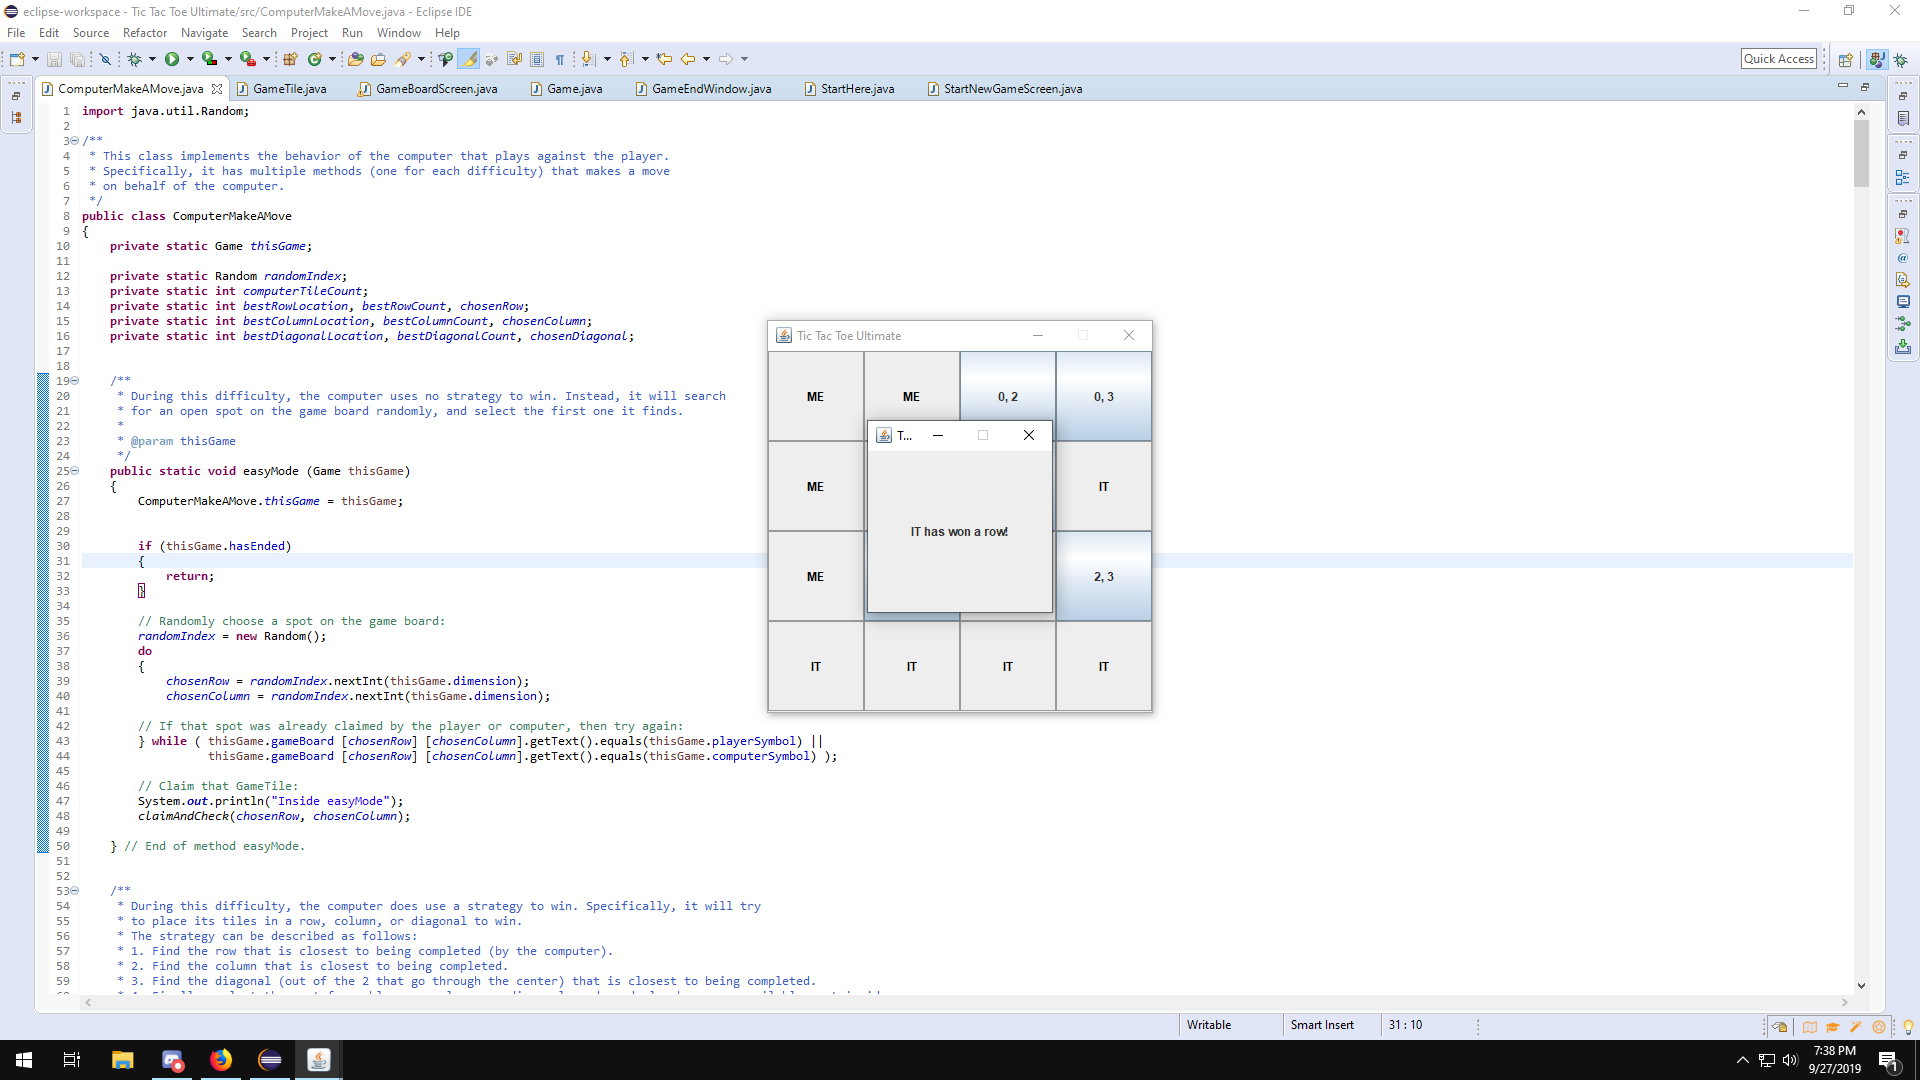 eclipse-workspace - Tic Tac Toe Ultimate/src/ComputerMakeAMove.java - Eclipse IDE
File Edit Source Refactor Navigate Search Project Run Window Help
Quick Access
ComputerMakeAMove.java GameTile.java GameBoardScreen.java Game.java GameEndWindow.java StartHere.java StartNewGameScreen.java
1 import java.util.Random;
2
3 /**
4 * This class implements the behavior of the computer that plays against the player.
5 * Specifically, it has multiple methods (one for each difficulty) that makes a move
6 * on behalf of the computer.
7 */
8 public class ComputerMakeAMove
9 {
10 private static Game thisGame;
11
12 private static Random randomIndex;
13 private static int computerTileCount;
14 private static int bestRowLocation, bestRowCount, chosenRow;
15 private static int bestColumnLocation, bestColumnCount, chosenColumn;
16 private static int bestDiagonalLocation, bestDiagonalCount, chosenDiagonal;
17
18
19 /**
20 * During this difficulty, the computer uses no strategy to win. Instead, it will search
21 * for an open spot on the game board randomly, and select the first one it finds.
22 *
23 * @param thisGame
24 */
25 public static void easyMode (Game thisGame)
26 {
27 ComputerMakeAMove.thisGame = thisGame;
28
29
30 if (thisGame.hasEnded)
31 {
32 return;
33 }
34
35 // Randomly choose a spot on the game board:
36 randomIndex = new Random();
37 do
38 {
39 chosenRow = randomIndex.nextInt(thisGame.dimension);
40 chosenColumn = randomIndex.nextInt(thisGame.dimension);
41
42 // If that spot was already claimed by the player or computer, then try again:
43 } while ( thisGame.gameBoard [chosenRow] [chosenColumn].getText().equals(thisGame.playerSymbol) ||
44 thisGame.gameBoard [chosenRow] [chosenColumn].getText().equals(thisGame.computerSymbol) );
45
46 // Claim that GameTile:
47 System.out.println("Inside easyMode");
48 claimAndCheck(chosenRow, chosenColumn);
49
50 } // End of method easyMode.
51
52
53 /**
54 * During this difficulty, the computer does use a strategy to win. Specifically, it will try
55 * to place its tiles in a row, column, or diagonal to win.
56 * The strategy can be described as follows:
57 * 1. Find the row that is closest to being completed (by the computer).
58 * 2. Find the column that is closest to being completed.
59 * 3. Find the diagonal (out of the 2 that go through the center) that is closest to being completed.
Tic Tac Toe Ultimate
ME ME 0, 2 0, 3
ME IT
ME 2, 3
IT IT IT IT
T...
IT has won a row!
Writable Smart Insert 31 : 10
7:38 PM
9/27/2019
1